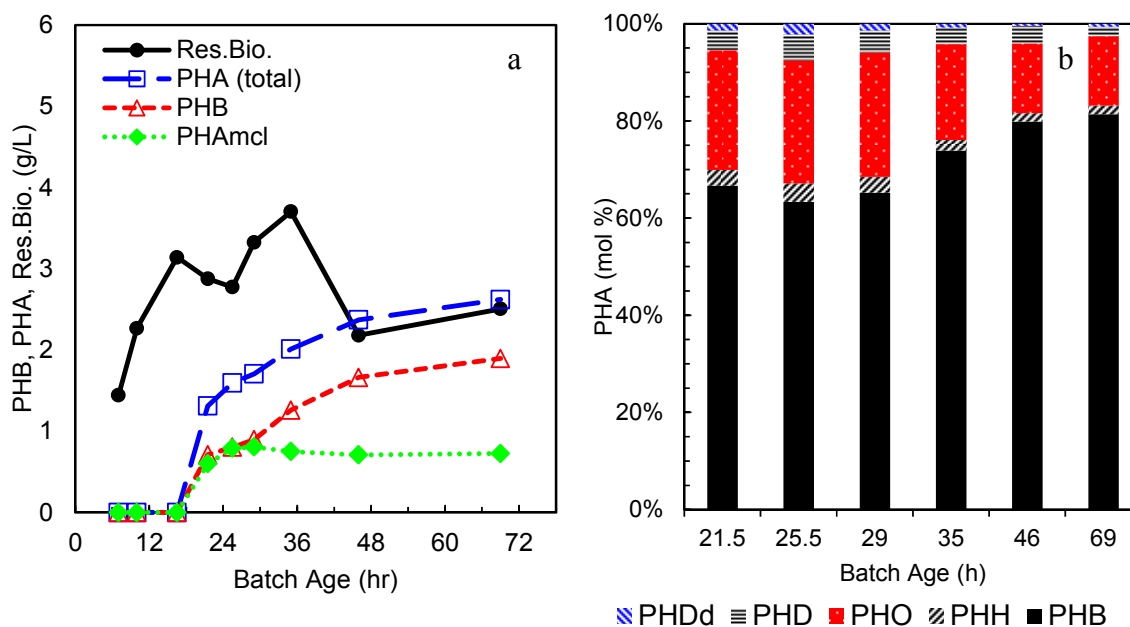 a
Res.Bio.
PHA (total)
PHB
PHAmcl
PHB, PHA, Res.Bio. (g/L)
6
5
4
3
2
1
0
0 12 24 36 48 60 72
Batch Age (hr)
b
PHA (mol %)
100%
80%
60%
40%
20%
0%
21.5 25.5 29 35 46 69
Batch Age (h)
PHDd PHD PHO PHH PHB